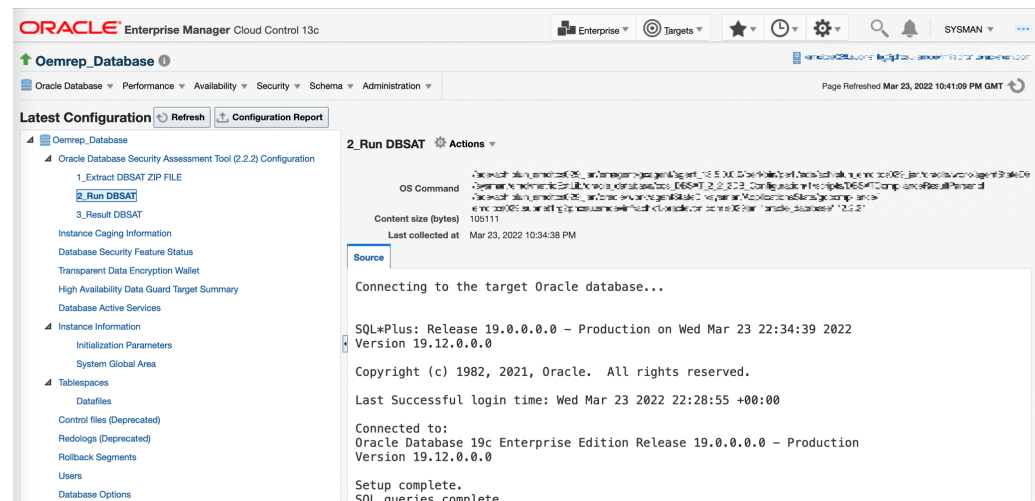 ORACLE Enterprise Manager Cloud Control 13c
Enterprise Targets SYSMAN
Oemrep_Database
Oracle Database Performance Availability Security Schema Administration Page Refreshed Mar 23, 2022 10:41:09 PM GMT
Latest Configuration Refresh Configuration Report
Oemrep_Database
Oracle Database Security Assessment Tool (2.2.2) Configuration
1_Extract DBSAT ZIP FILE
2_Run DBSAT
3_Result DBSAT
Instance Caging Information
Database Security Feature Status
Transparent Data Encryption Wallet
High Availability Data Guard Target Summary
Database Active Services
Instance Information
Initialization Parameters
System Global Area
Tablespaces
Datafiles
Control files (Deprecated)
Redologs (Deprecated)
Rollback Segments
Users
Database Options
2_Run DBSAT Actions
OS Command
Content size (bytes) 105111
Last collected at Mar 23, 2022 10:34:38 PM
Source
Connecting to the target Oracle database...
SQL*Plus: Release 19.0.0.0.0 – Production on Wed Mar 23 22:34:39 2022
Version 19.12.0.0.0
Copyright (c) 1982, 2021, Oracle. All rights reserved.
Last Successful login time: Wed Mar 23 2022 22:28:55 +00:00
Connected to:
Oracle Database 19c Enterprise Edition Release 19.0.0.0.0 – Production
Version 19.12.0.0.0
Setup complete.
SQL queries complete.